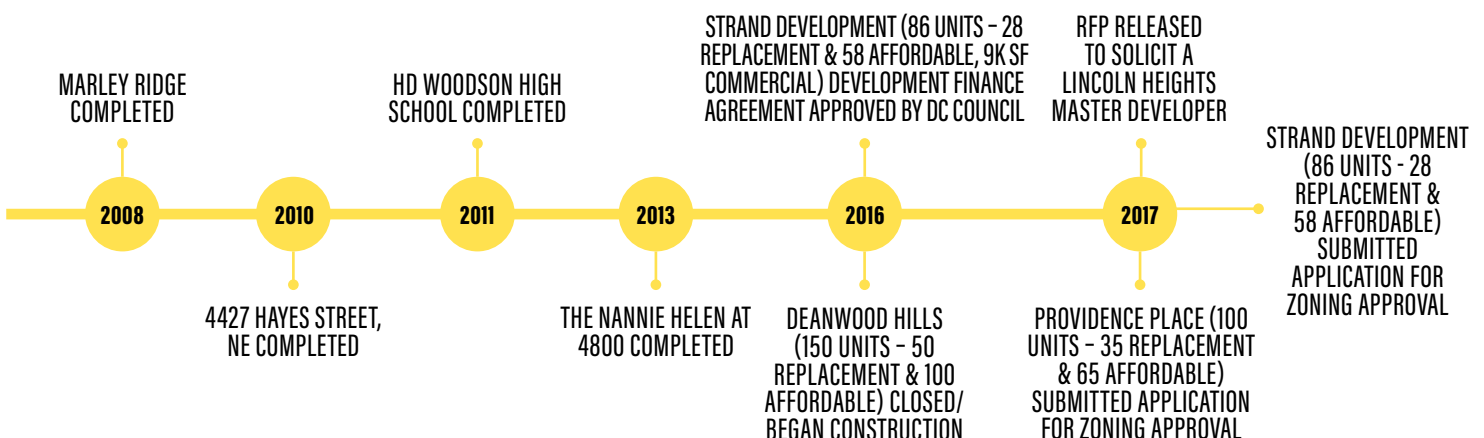 MARLEY RIDGE
COMPLETED
HD WOODSON HIGH
SCHOOL COMPLETED
STRAND DEVELOPMENT (86 UNITS – 28
REPLACEMENT & 58 AFFORDABLE, 9K SF
COMMERCIAL) DEVELOPMENT FINANCE
AGREEMENT APPROVED BY DC COUNCIL
RFP RELEASED
TO SOLICIT A
LINCOLN HEIGHTS
MASTER DEVELOPER
2008
2010
2011
2013
2016
2017
STRAND DEVELOPMENT
(86 UNITS - 28
REPLACEMENT &
58 AFFORDABLE)
SUBMITTED
APPLICATION FOR
ZONING APPROVAL
4427 HAYES STREET,
NE COMPLETED
THE NANNIE HELEN AT
4800 COMPLETED
DEANWOOD HILLS
(150 UNITS – 50
REPLACEMENT & 100
AFFORDABLE) CLOSED/
BEGAN CONSTRUCTION
PROVIDENCE PLACE (100
UNITS – 35 REPLACEMENT
& 65 AFFORDABLE)
SUBMITTED APPLICATION
FOR ZONING APPROVAL